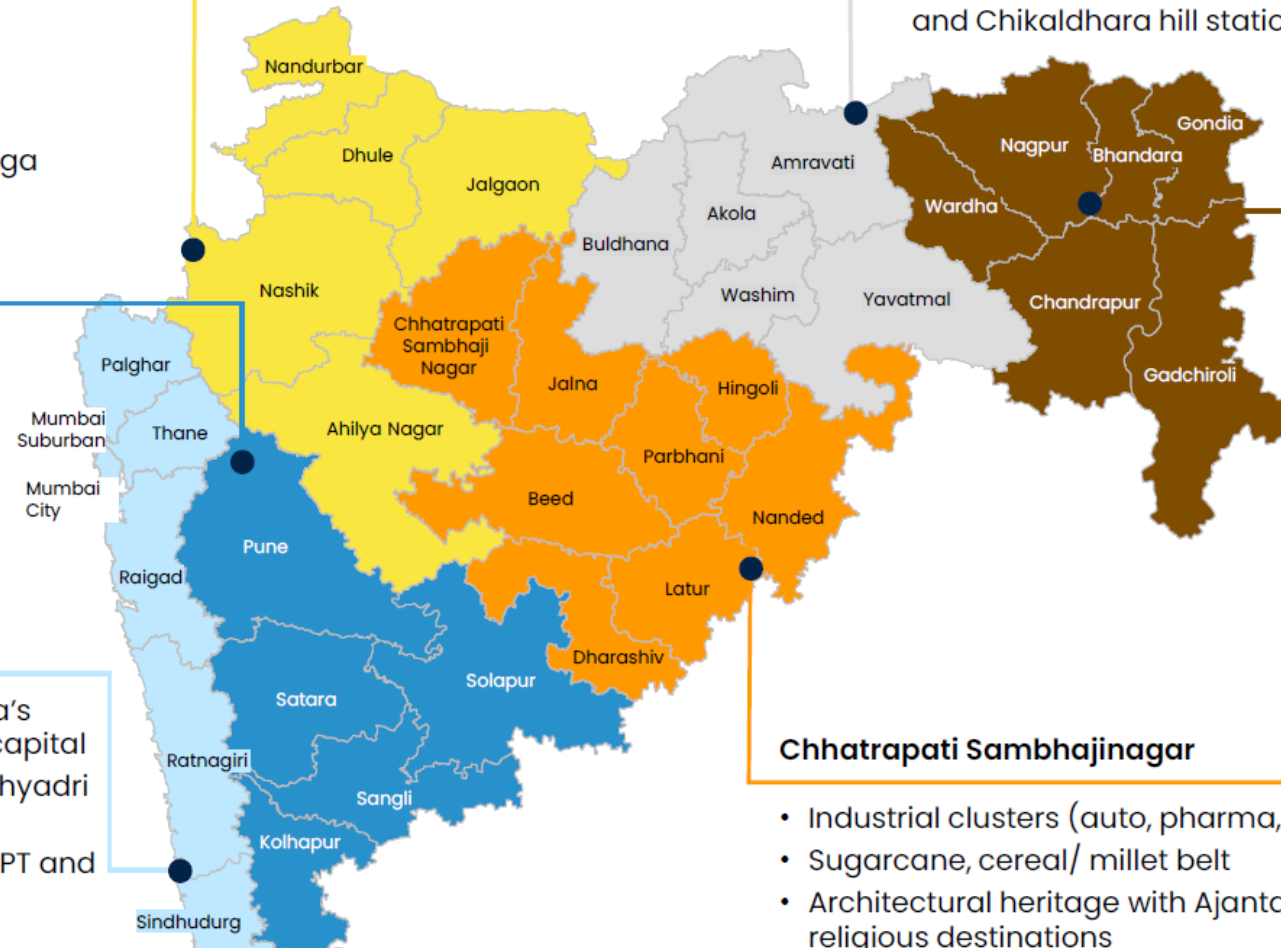 and Chikaldhara hill static
Nandurbar
Gondia
Nagpur
Bhandara
ga
Dhule
Amravati
Jalgaon
Wardha
Akola
Buldhana
Nashik
Washim
Yavatmal
Chandrapur
Chhatrapati
Sambhaji
Nagar
Palghar
Jalna
Hingoli
Gadchiroli
Mumbai
Suburban
Thane
Ahilya Nagar
Parbhani
Mumbai
City
Beed
Nanded
Pune
Raigad
Latur
Dharashiv
Solapur
Satara
a's
capital
hyadri
Ratnagiri
Sangli
Kolhapur
PT and
Sindhudurg
Chhatrapati Sambhajinagar
• Industrial clusters (auto, pharma,
• Sugarcane, cereal/ millet belt
• Architectural heritage with Ajanta
religious destinations